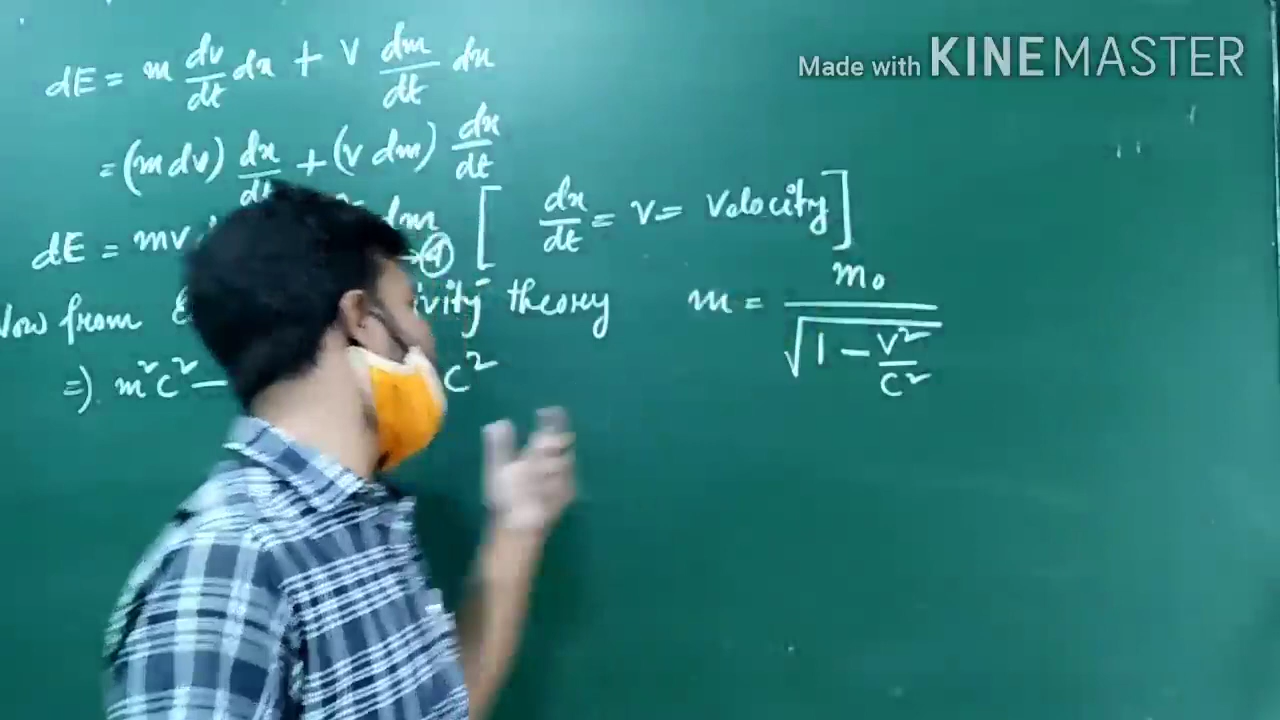 Made with KINEMASTER
dE = m dv/dt dx + v dm/dt dx
= (m dv) dx/dt + (v dm) dx/dt
dE = mv dm → ④ [ dx/dt = v = velocity ]
Now from theory m = m₀/√(1 − v²/c²)
⇒) m²c² − c²